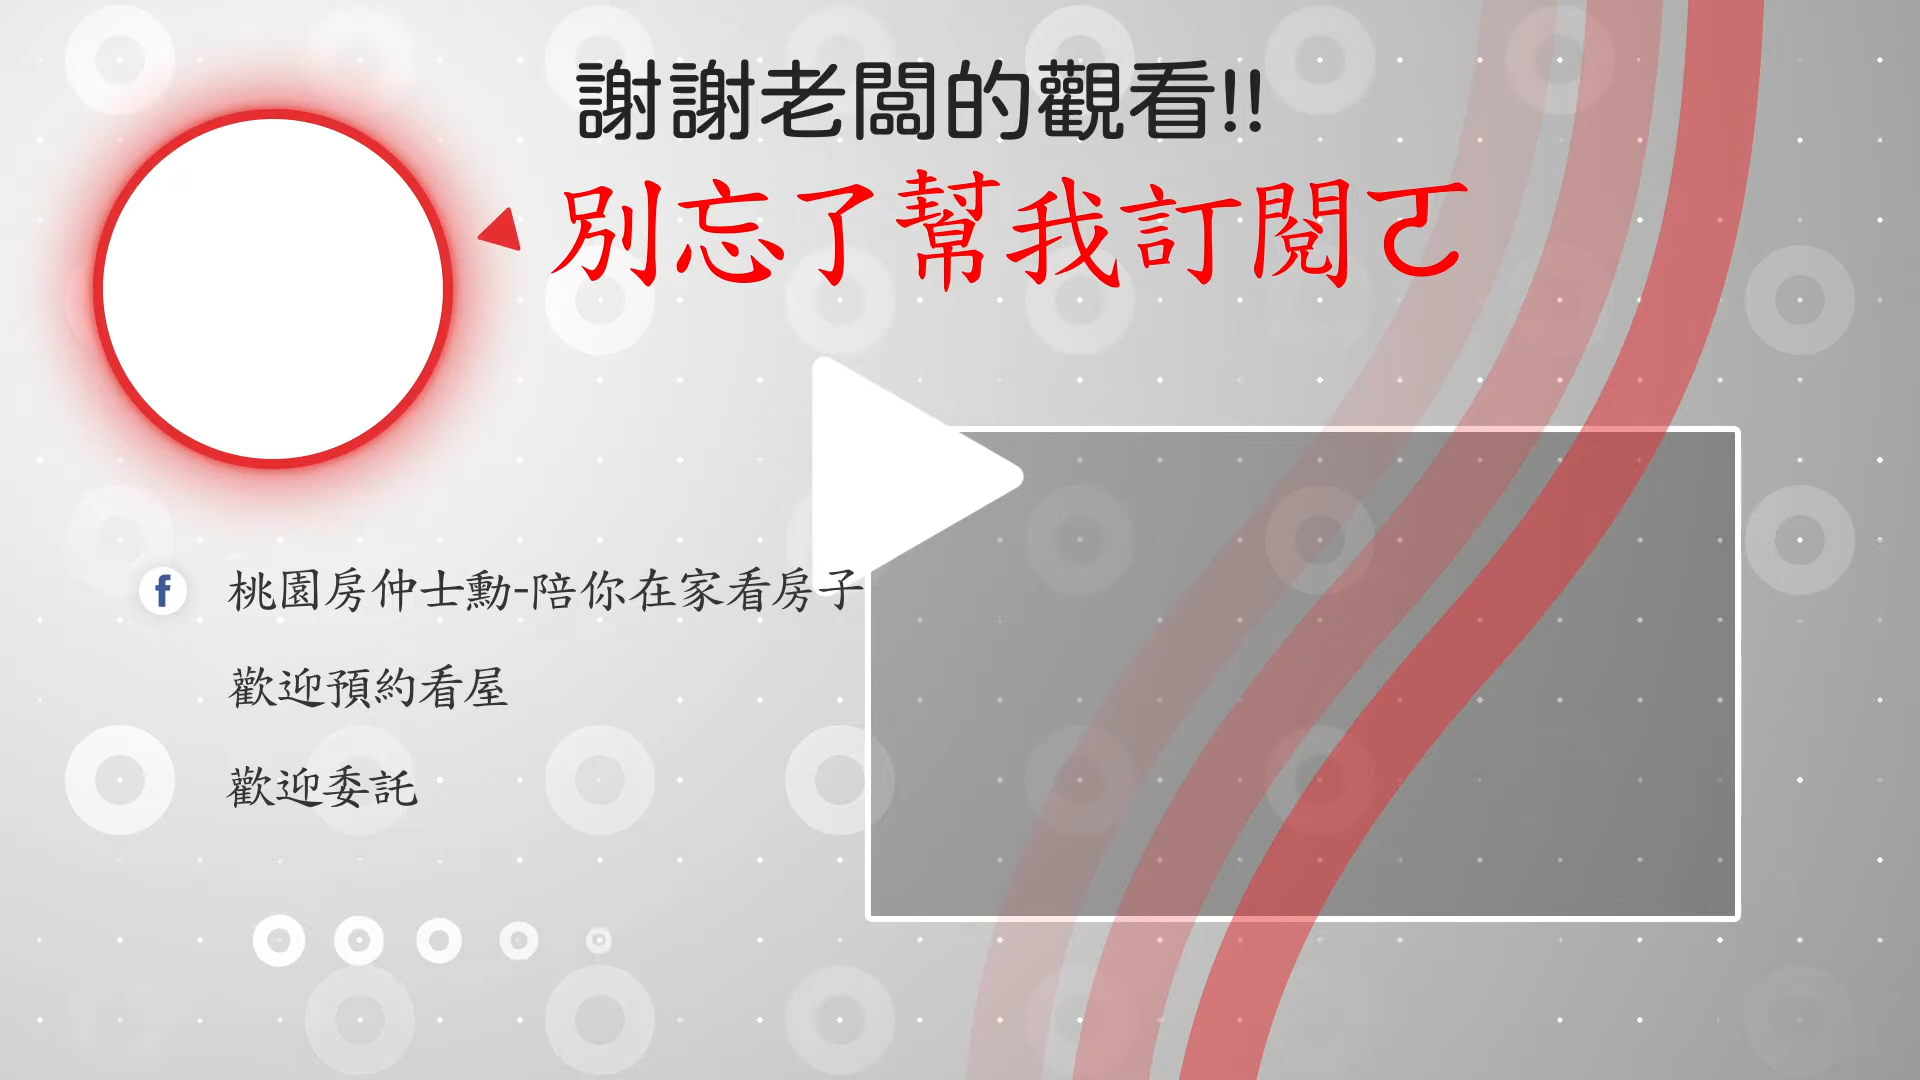 謝謝老闆的觀看!!
別忘了幫我訂閱ㄛ
f
桃園房仲士勳-陪你在家看房子
歡迎預約看屋
歡迎委託